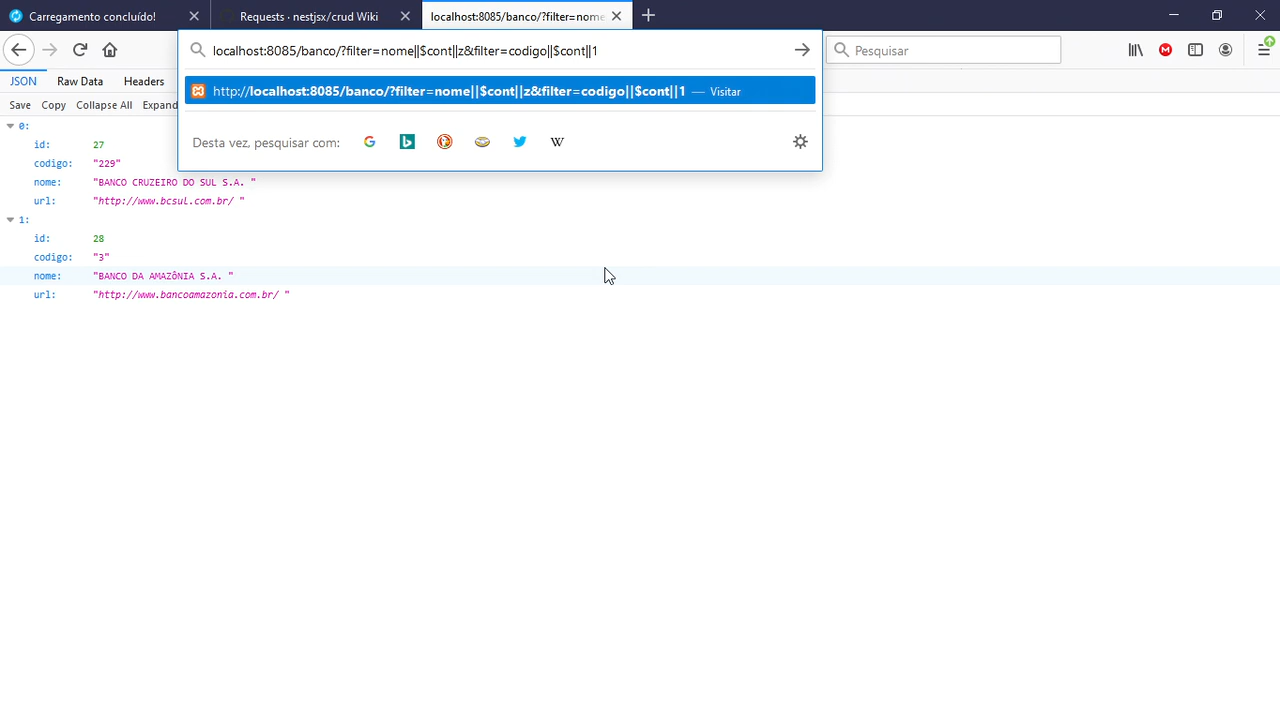 Carregamento concluído!
Requests · nestjsx/crud Wiki
localhost:8085/banco/?filter=nome
localhost:8085/banco/?filter=nome||$cont||z&filter=codigo||$cont||1
Pesquisar
http://localhost:8085/banco/?filter=nome||$cont||z&filter=codigo||$cont||1 — Visitar
Desta vez, pesquisar com:
JSON Raw Data Headers
Save Copy Collapse All Expand
0:
id: 27
codigo: "229"
nome: "BANCO CRUZEIRO DO SUL S.A. "
url: "http://www.bcsul.com.br/ "
1:
id: 28
codigo: "3"
nome: "BANCO DA AMAZÔNIA S.A. "
url: "http://www.bancoamazonia.com.br/ "